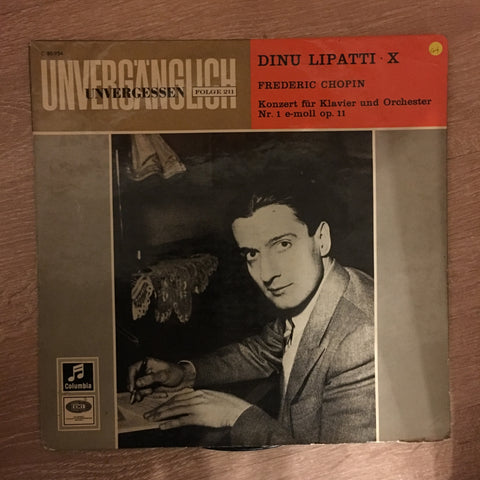 UNVERGÄNGLICH
UNVERGESSEN FOLGE 211
DINU LIPATTI · X
FREDERIC CHOPIN
Konzert für Klavier und Orchester
Nr. 1 e-moll op. 11
Columbia
EMI